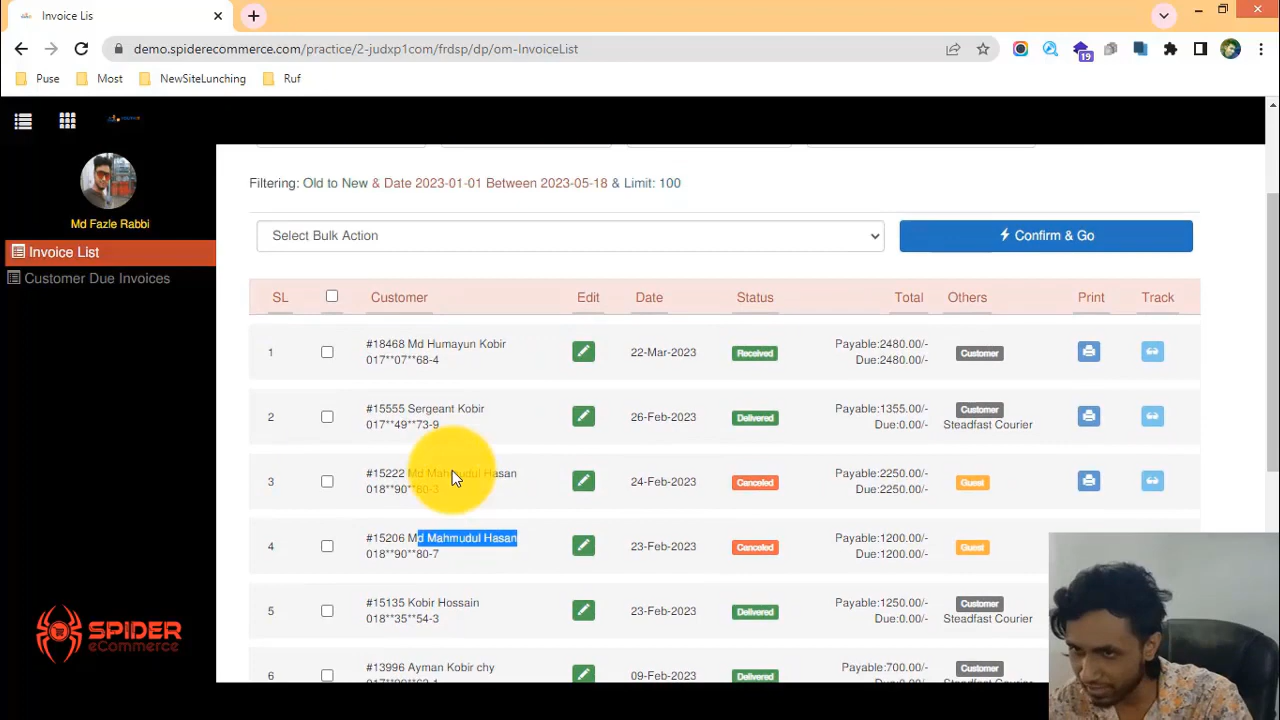 Invoice Lis
demo.spiderecommerce.com/practice/2-judxp1com/frdsp/dp/om-InvoiceList
19
Puse Most NewSiteLunching Ruf
Md Fazle Rabbi
Invoice List
Customer Due Invoices
SPIDER
eCommerce
Filtering: Old to New & Date 2023-01-01 Between 2023-05-18 & Limit: 100
Select Bulk Action Confirm & Go
SL Customer Edit Date Status Total Others Print Track
1 #18468 Md Humayun Kobir 22-Mar-2023 Received Payable:2480.00/- Customer
017**07**68-4 Due:2480.00/-
2 #15555 Sergeant Kobir 26-Feb-2023 Delivered Payable:1355.00/- Customer
017**49**73-9 Due:0.00/- Steadfast Courier
3 #15222 Md Mahmudul Hasan 24-Feb-2023 Canceled Payable:2250.00/- Guest
018**90**80-3 Due:2250.00/-
4 #15206 Md Mahmudul Hasan 23-Feb-2023 Canceled Payable:1200.00/- Guest
018**90**80-7 Due:1200.00/-
5 #15135 Kobir Hossain 23-Feb-2023 Delivered Payable:1250.00/- Customer
018**35**54-3 Due:0.00/- Steadfast Courier
6 #13996 Ayman Kobir chy 09-Feb-2023 Delivered Payable:700.00/- Customer